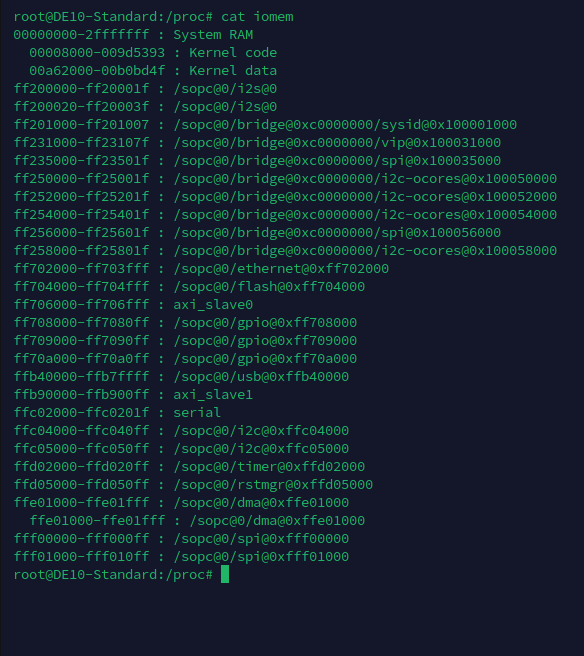 root@DE10-Standard:/proc# cat iomem
00000000-2fffffff : System RAM
  00008000-009d5393 : Kernel code
  00a62000-00b0bd4f : Kernel data
ff200000-ff20001f : /sopc@0/i2s@0
ff200020-ff20003f : /sopc@0/i2s@0
ff201000-ff201007 : /sopc@0/bridge@0xc0000000/sysid@0x100001000
ff231000-ff23107f : /sopc@0/bridge@0xc0000000/vip@0x100031000
ff235000-ff23501f : /sopc@0/bridge@0xc0000000/spi@0x100035000
ff250000-ff25001f : /sopc@0/bridge@0xc0000000/i2c-ocores@0x100050000
ff252000-ff25201f : /sopc@0/bridge@0xc0000000/i2c-ocores@0x100052000
ff254000-ff25401f : /sopc@0/bridge@0xc0000000/i2c-ocores@0x100054000
ff256000-ff25601f : /sopc@0/bridge@0xc0000000/spi@0x100056000
ff258000-ff25801f : /sopc@0/bridge@0xc0000000/i2c-ocores@0x100058000
ff702000-ff703fff : /sopc@0/ethernet@0xff702000
ff704000-ff704fff : /sopc@0/flash@0xff704000
ff706000-ff706fff : axi_slave0
ff708000-ff7080ff : /sopc@0/gpio@0xff708000
ff709000-ff7090ff : /sopc@0/gpio@0xff709000
ff70a000-ff70a0ff : /sopc@0/gpio@0xff70a000
ffb40000-ffb7ffff : /sopc@0/usb@0xffb40000
ffb90000-ffb900ff : axi_slave1
ffc02000-ffc0201f : serial
ffc04000-ffc040ff : /sopc@0/i2c@0xffc04000
ffc05000-ffc050ff : /sopc@0/i2c@0xffc05000
ffd02000-ffd020ff : /sopc@0/timer@0xffd02000
ffd05000-ffd050ff : /sopc@0/rstmgr@0xffd05000
ffe01000-ffe01fff : /sopc@0/dma@0xffe01000
  ffe01000-ffe01fff : /sopc@0/dma@0xffe01000
fff00000-fff000ff : /sopc@0/spi@0xfff00000
fff01000-fff010ff : /sopc@0/spi@0xfff01000
root@DE10-Standard:/proc#